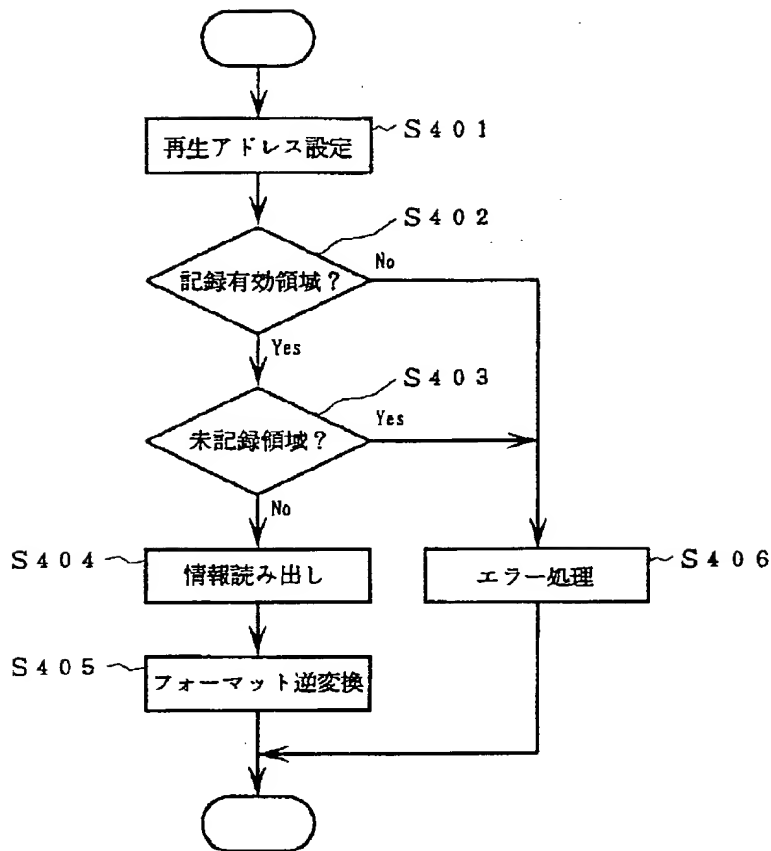 再生アドレス設定
S401
S402
記録有効領域？
No
Yes
S403
未記録領域？
Yes
No
S404
情報読み出し
エラー処理
S406
S405
フォーマット逆変換